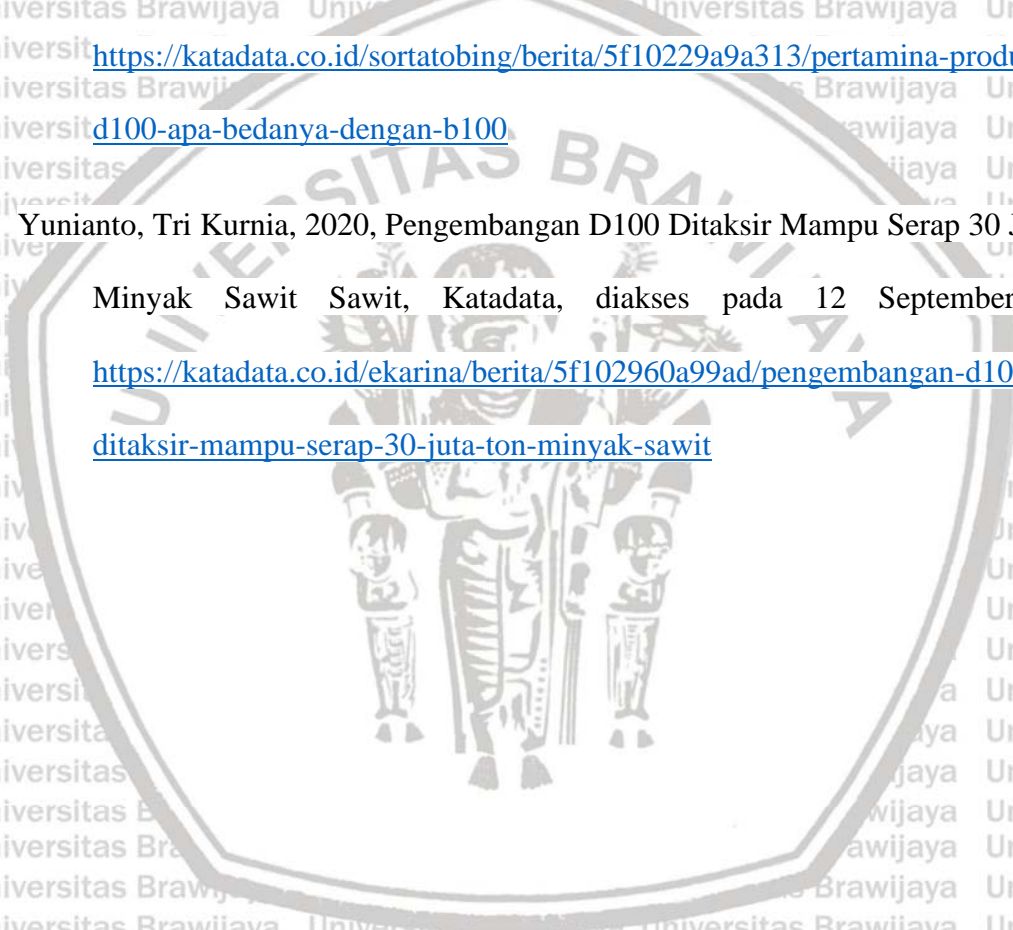 https://katadata.co.id/sortatobing/berita/5f10229a9a313/pertamina-produ
d100-apa-bedanya-dengan-b100
Yunianto, Tri Kurnia, 2020, Pengembangan D100 Ditaksir Mampu Serap 30 J
Minyak Sawit Sawit, Katadata, diakses pada 12 September
https://katadata.co.id/ekarina/berita/5f102960a99ad/pengembangan-d10
ditaksir-mampu-serap-30-juta-ton-minyak-sawit
UNIVERSITAS BRAWIJAYA